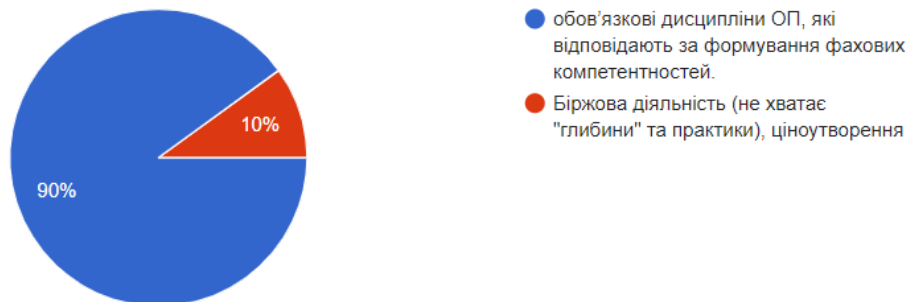 обов’язкові дисципліни ОП, які
відповідають за формування фахових
компетентностей.
Біржова діяльність (не хватає
"глибини" та практики), ціноутворення
10%
90%